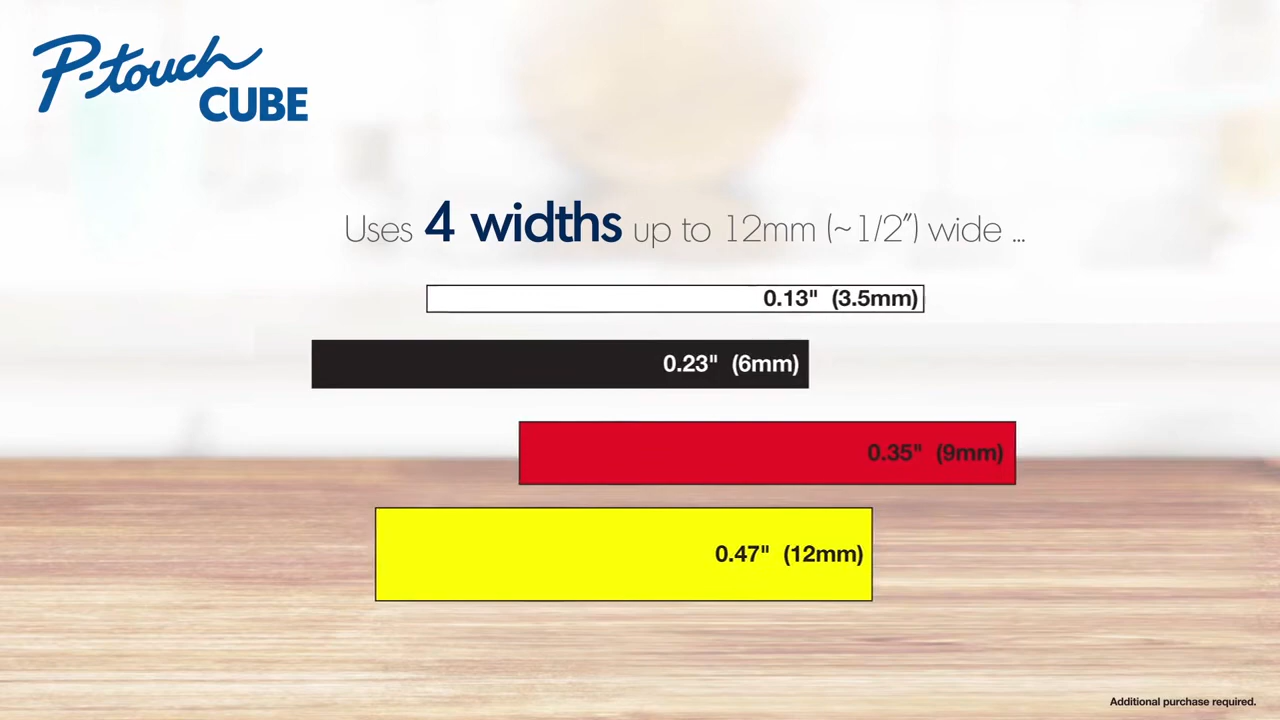 P-touch
CUBE
Uses 4 widths up to 12mm (~1/2") wide ...
0.13" (3.5mm)
0.23" (6mm)
0.35" (9mm)
0.47" (12mm)
Additional purchase required.